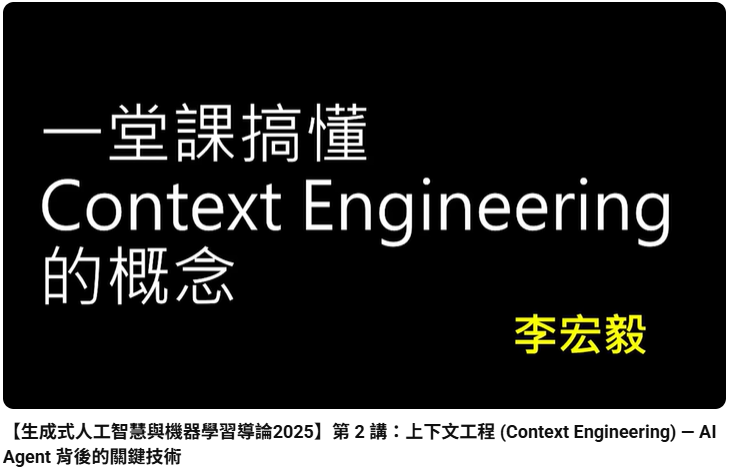 一堂課搞懂
Context Engineering
的概念
李宏毅
【生成式人工智慧與機器學習導論2025】第 2 講：上下文工程 (Context Engineering) — AI
Agent 背後的關鍵技術